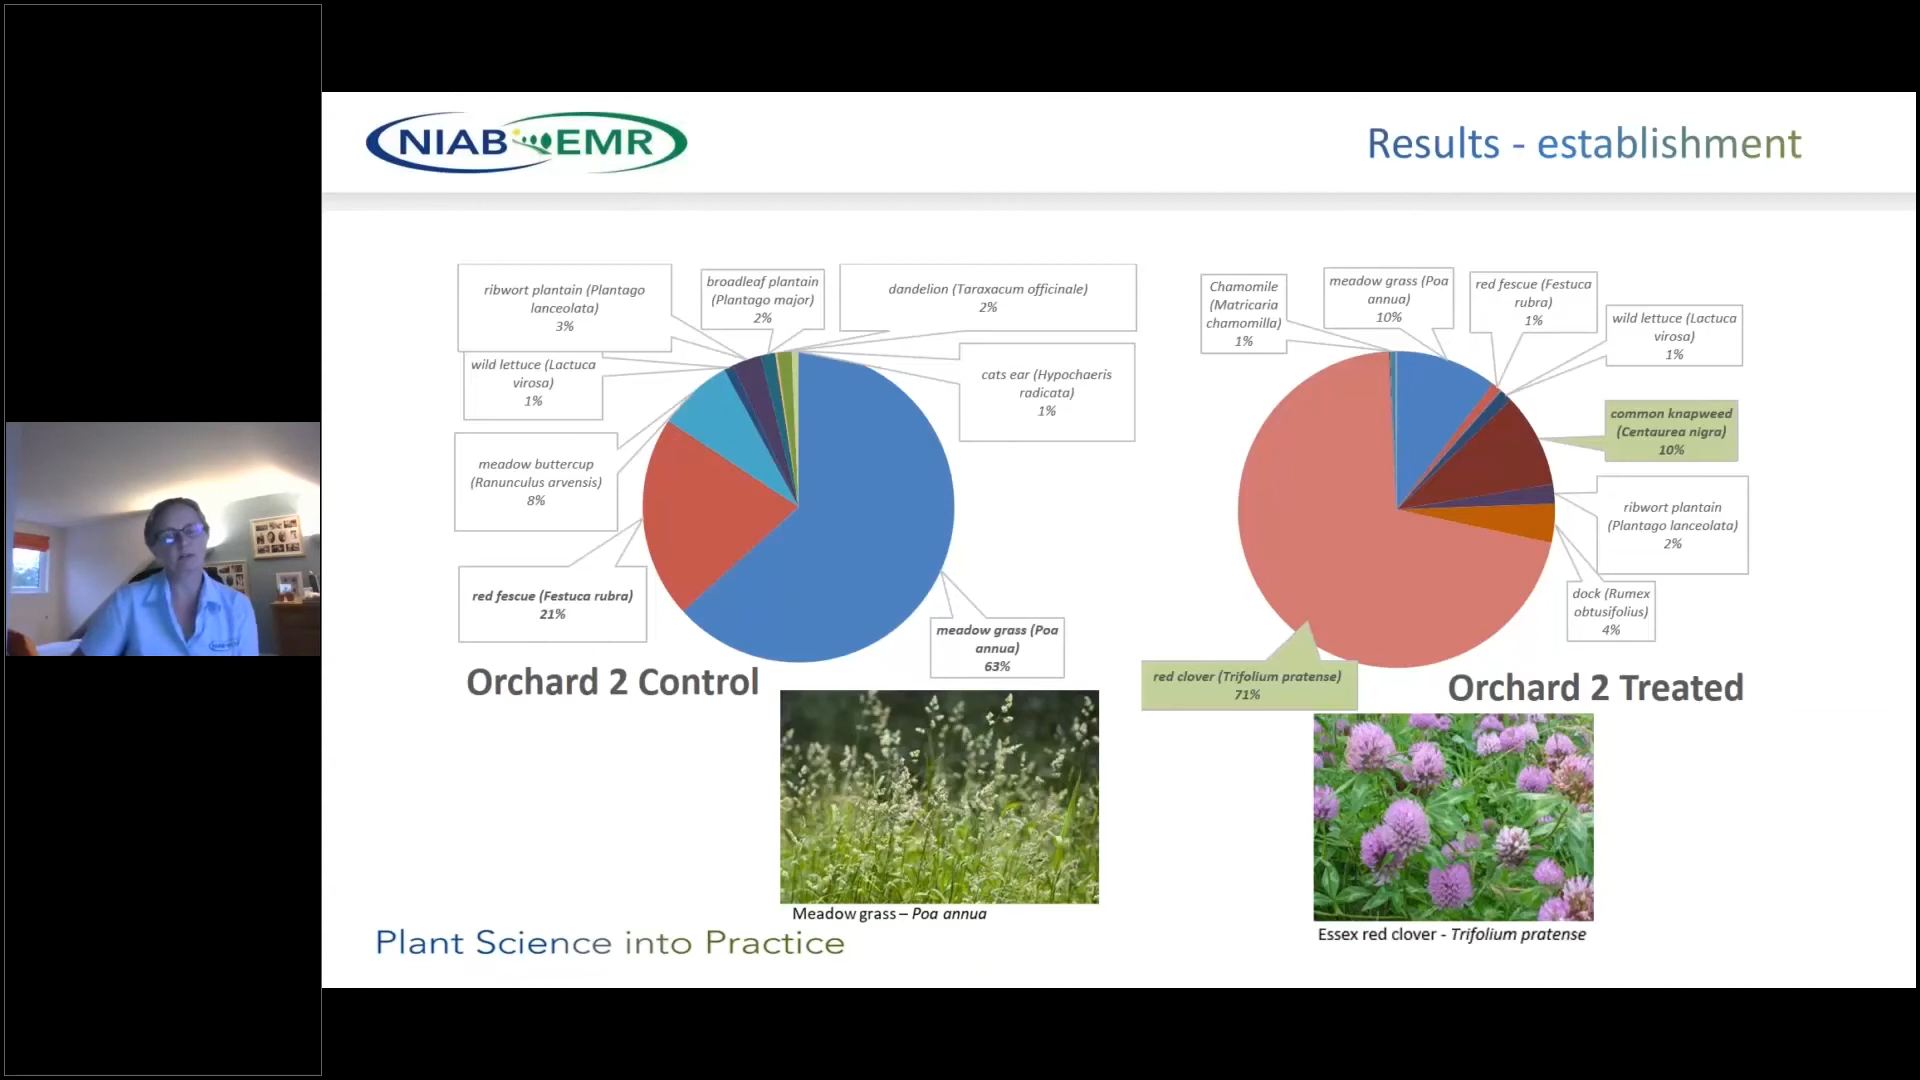 NIAB EMR
Results - establishment
ribwort plantain (Plantago
lanceolata)
3%
broadleaf plantain
(Plantago major)
2%
dandelion (Taraxacum officinale)
2%
wild lettuce (Lactuca
virosa)
1%
cats ear (Hypochaeris
radicata)
1%
meadow buttercup
(Ranunculus arvensis)
8%
red fescue (Festuca rubra)
21%
meadow grass (Poa
annua)
63%
Orchard 2 Control
Chamomile
(Matricaria
chamomilla)
1%
meadow grass (Poa
annua)
10%
red fescue (Festuca
rubra)
1%
wild lettuce (Lactuca
virosa)
1%
common knapweed
(Centaurea nigra)
10%
ribwort plantain
(Plantago lanceolata)
2%
dock (Rumex
obtusifolius)
4%
red clover (Trifolium pratense)
71%
Orchard 2 Treated
Meadow grass – Poa annua
Essex red clover - Trifolium pratense
Plant Science into Practice